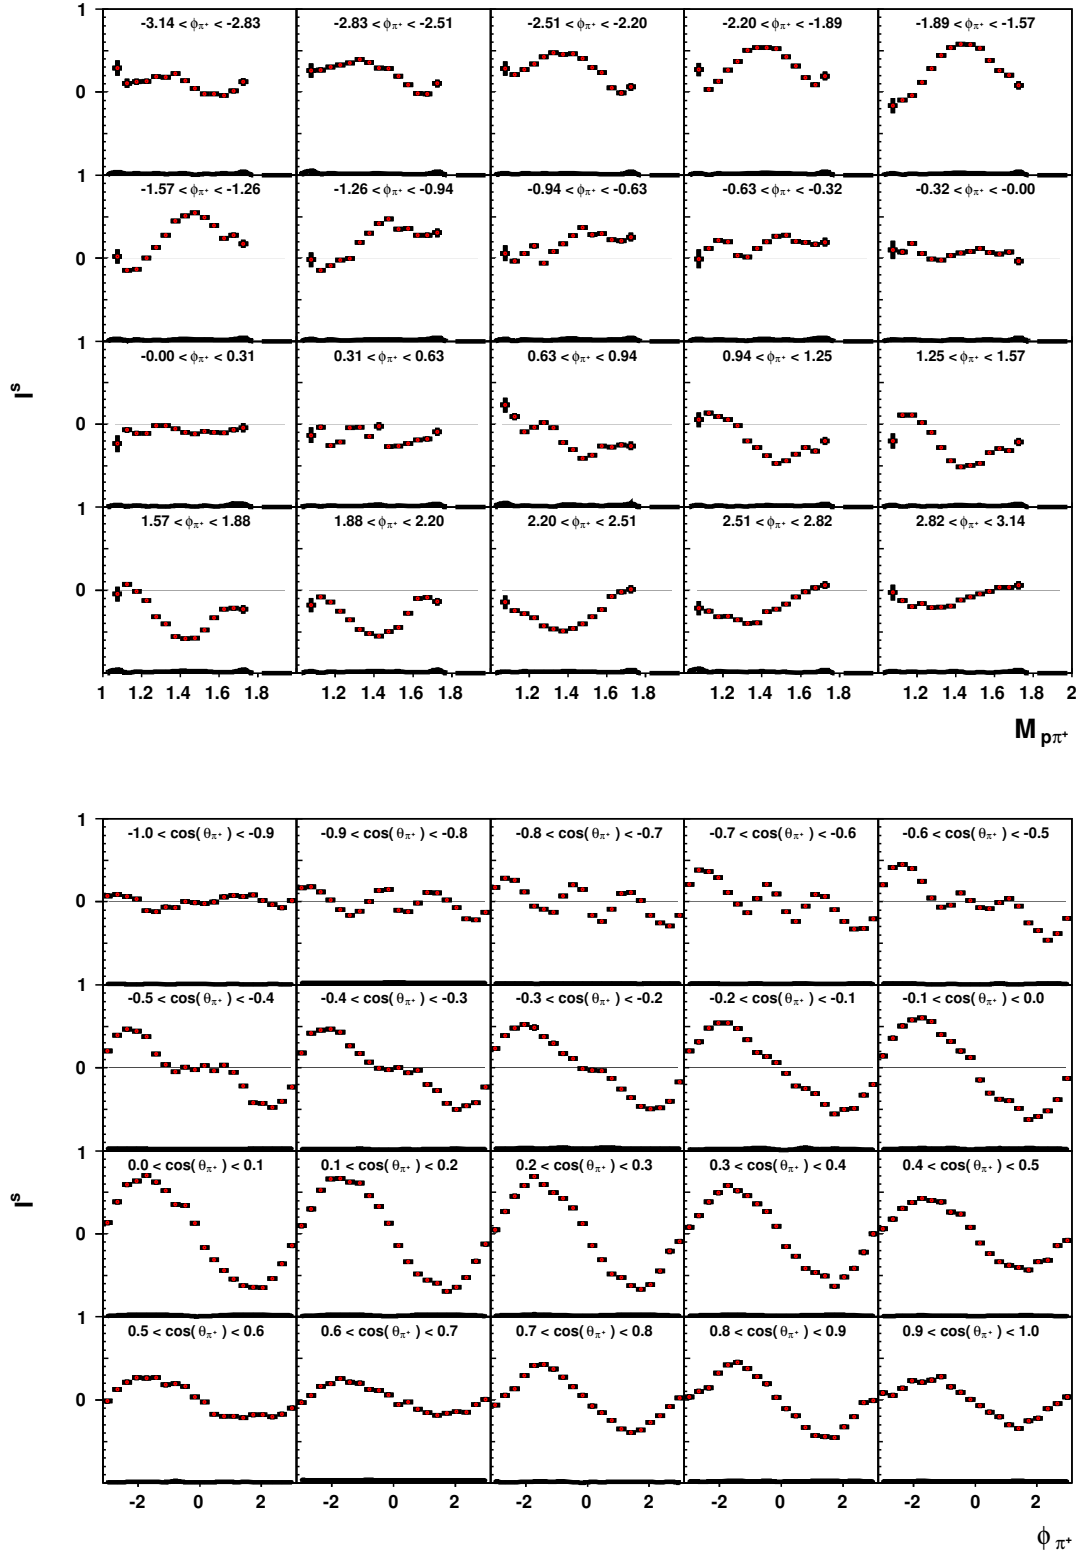 1
-3.14 < ϕπ+ < -2.83
-2.83 < ϕπ+ < -2.51
-2.51 < ϕπ+ < -2.20
-2.20 < ϕπ+ < -1.89
-1.89 < ϕπ+ < -1.57
0
1
-1.57 < ϕπ+ < -1.26
-1.26 < ϕπ+ < -0.94
-0.94 < ϕπ+ < -0.63
-0.63 < ϕπ+ < -0.32
-0.32 < ϕπ+ < -0.00
0
1
-0.00 < ϕπ+ < 0.31
0.31 < ϕπ+ < 0.63
0.63 < ϕπ+ < 0.94
0.94 < ϕπ+ < 1.25
1.25 < ϕπ+ < 1.57
Is
0
1
1.57 < ϕπ+ < 1.88
1.88 < ϕπ+ < 2.20
2.20 < ϕπ+ < 2.51
2.51 < ϕπ+ < 2.82
2.82 < ϕπ+ < 3.14
0
1 1.2 1.4 1.6 1.8 1.2 1.4 1.6 1.8 1.2 1.4 1.6 1.8 1.2 1.4 1.6 1.8 1.2 1.4 1.6 1.8 2
M pπ+
1
-1.0 < cos( θπ+ ) < -0.9
-0.9 < cos( θπ+ ) < -0.8
-0.8 < cos( θπ+ ) < -0.7
-0.7 < cos( θπ+ ) < -0.6
-0.6 < cos( θπ+ ) < -0.5
0
1
-0.5 < cos( θπ+ ) < -0.4
-0.4 < cos( θπ+ ) < -0.3
-0.3 < cos( θπ+ ) < -0.2
-0.2 < cos( θπ+ ) < -0.1
-0.1 < cos( θπ+ ) < 0.0
0
1
0.0 < cos( θπ+ ) < 0.1
0.1 < cos( θπ+ ) < 0.2
0.2 < cos( θπ+ ) < 0.3
0.3 < cos( θπ+ ) < 0.4
0.4 < cos( θπ+ ) < 0.5
Is
0
1
0.5 < cos( θπ+ ) < 0.6
0.6 < cos( θπ+ ) < 0.7
0.7 < cos( θπ+ ) < 0.8
0.8 < cos( θπ+ ) < 0.9
0.9 < cos( θπ+ ) < 1.0
0
-2 0 2 -2 0 2 -2 0 2 -2 0 2 -2 0 2
ϕ π+